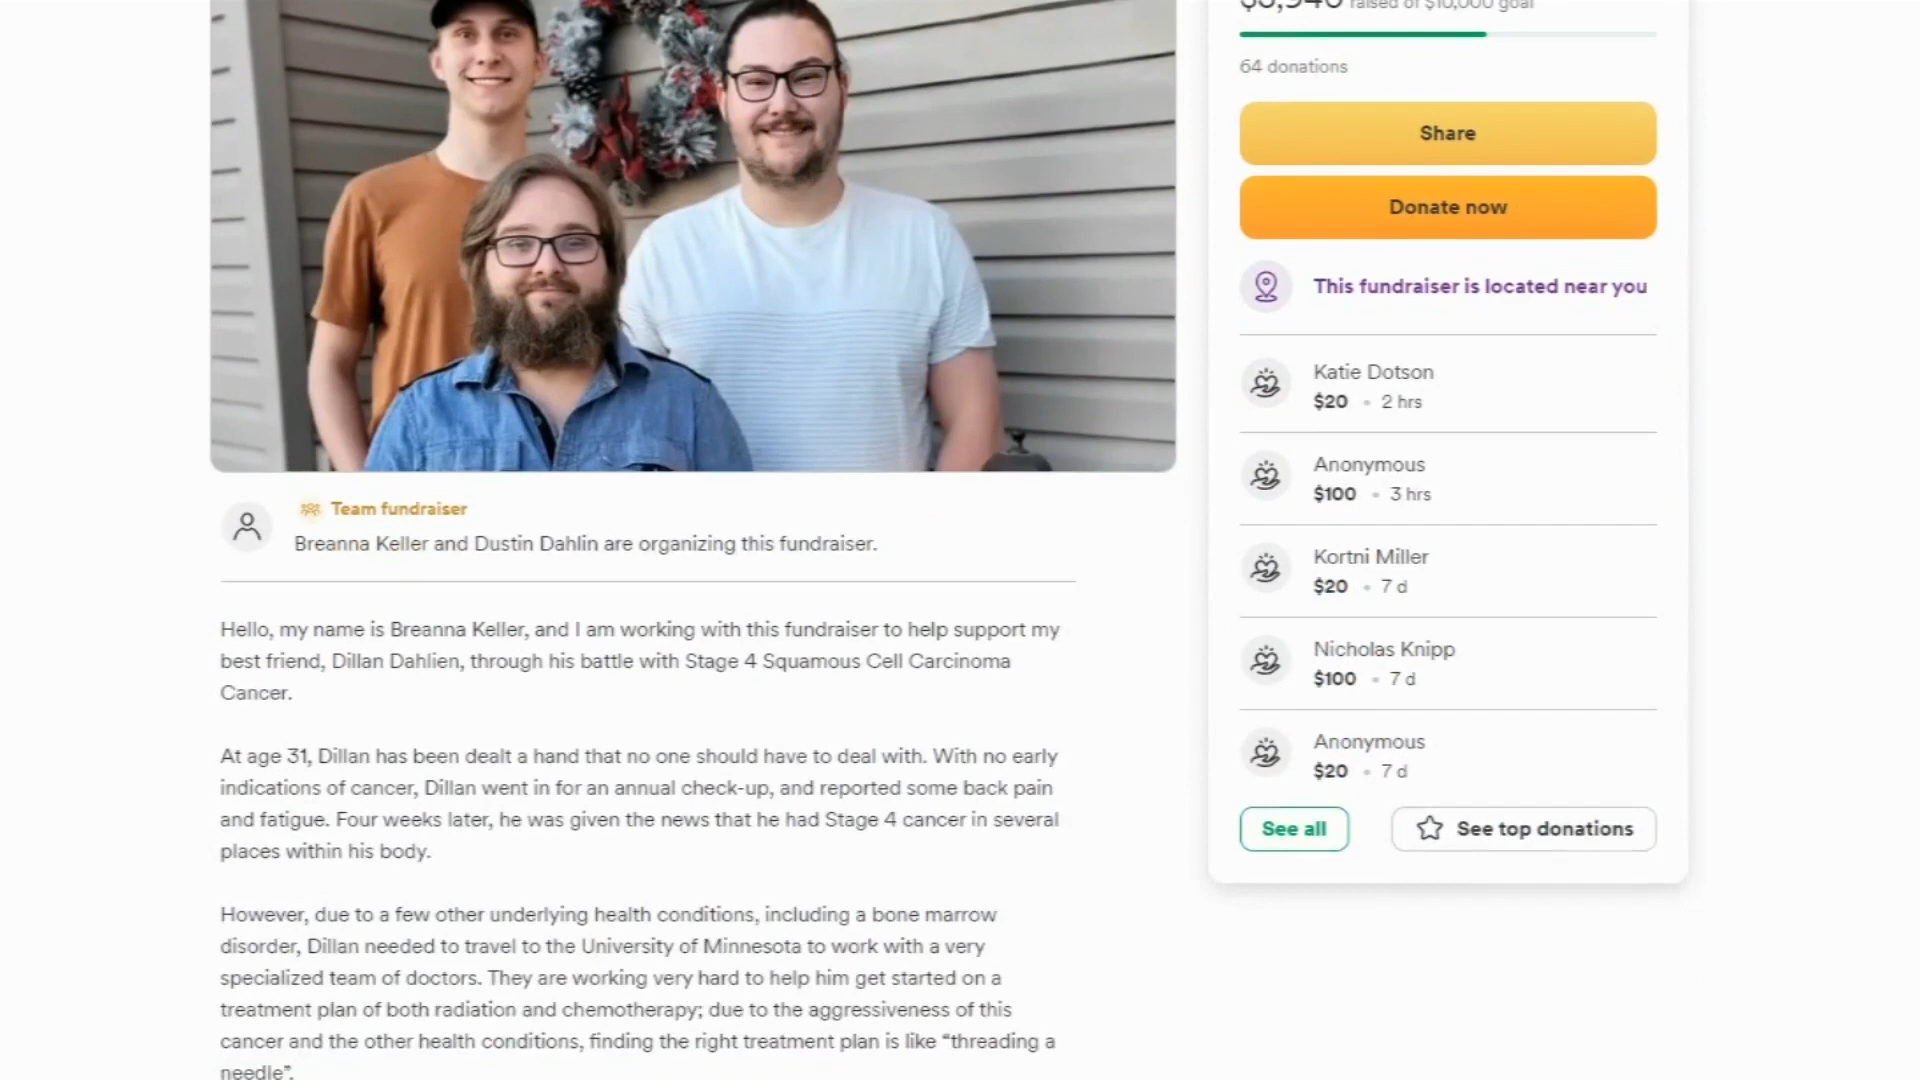 raised of $10,000 goal
64 donations
Share
Donate now
This fundraiser is located near you
Katie Dotson
$20 • 2 hrs
Anonymous
$100 • 3 hrs
Kortni Miller
$20 • 7 d
Nicholas Knipp
$100 • 7 d
Anonymous
$20 • 7 d
See all
See top donations
Team fundraiser
Breanna Keller and Dustin Dahlin are organizing this fundraiser.
Hello, my name is Breanna Keller, and I am working with this fundraiser to help support my
best friend, Dillan Dahlien, through his battle with Stage 4 Squamous Cell Carcinoma
Cancer.
At age 31, Dillan has been dealt a hand that no one should have to deal with. With no early
indications of cancer, Dillan went in for an annual check-up, and reported some back pain
and fatigue. Four weeks later, he was given the news that he had Stage 4 cancer in several
places within his body.
However, due to a few other underlying health conditions, including a bone marrow
disorder, Dillan needed to travel to the University of Minnesota to work with a very
specialized team of doctors. They are working very hard to help him get started on a
treatment plan of both radiation and chemotherapy; due to the aggressiveness of this
cancer and the other health conditions, finding the right treatment plan is like “threading a
needle”.